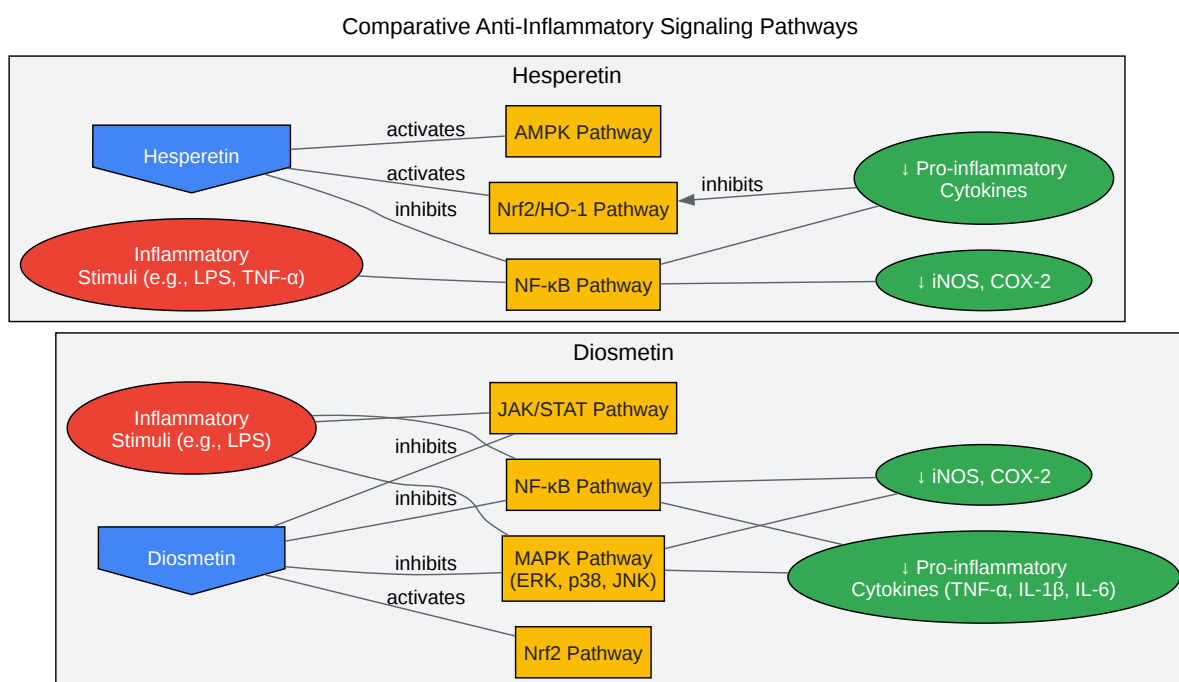 Comparative Anti-Inflammatory Signaling Pathways
Hesperetin
activates
AMPK Pathway
Hesperetin
activates
↓ Pro-inflammatory
Cytokines
inhibits
Nrf2/HO-1 Pathway
inhibits
Inflammatory
Stimuli (e.g., LPS, TNF-α)
NF-κB Pathway
↓ iNOS, COX-2
Diosmetin
Inflammatory
Stimuli (e.g., LPS)
JAK/STAT Pathway
inhibits
NF-κB Pathway
↓ iNOS, COX-2
inhibits
Diosmetin
inhibits
MAPK Pathway
(ERK, p38, JNK)
↓ Pro-inflammatory
Cytokines (TNF-α, IL-1β, IL-6)
activates
Nrf2 Pathway